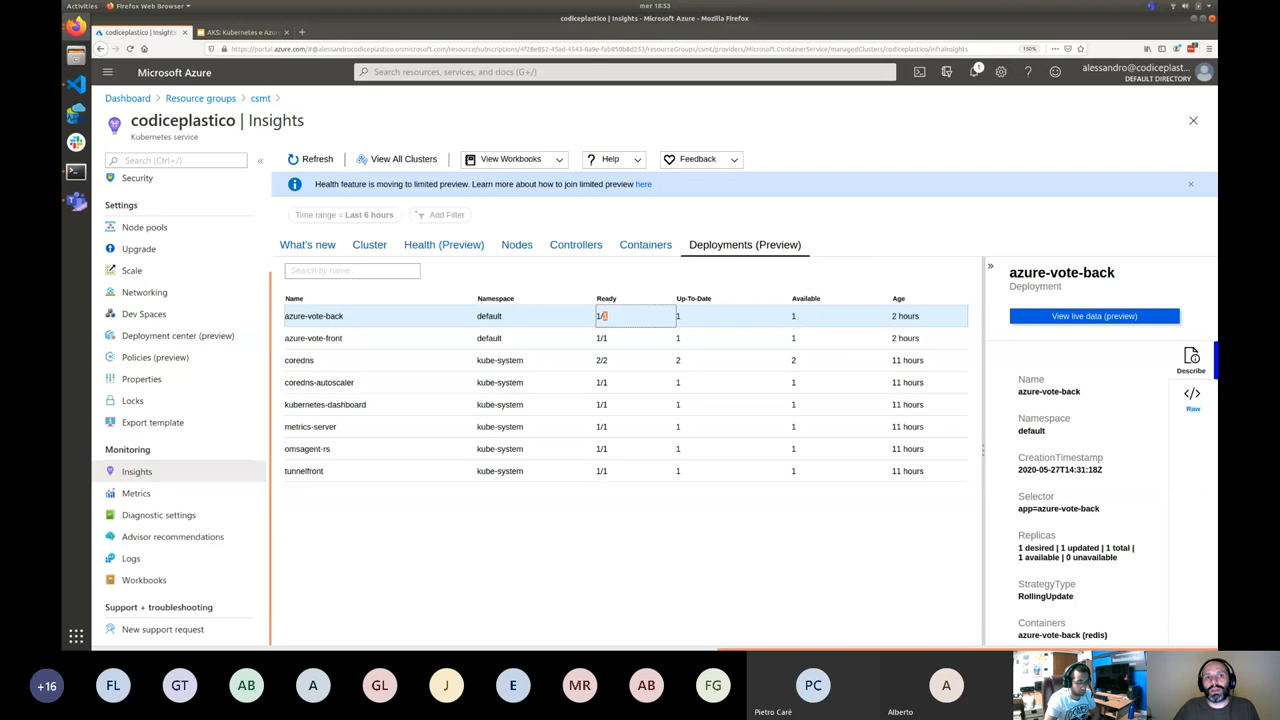 Activities
Firefox Web Browser
mer 18:53
codiceplastico | Insights - Microsoft Azure - Mozilla Firefox
codiceplastico | Insights
AKS: Kubernetes e Azur
150%
Microsoft Azure
Search resources, services, and docs (G+/)
1
alessandro@codiceplast...
DEFAULT DIRECTORY
Dashboard > Resource groups > csmt >
codiceplastico | Insights
Kubernetes service
Search (Ctrl+/)
Refresh
View All Clusters
View Workbooks
Help
Feedback
Security
Health feature is moving to limited preview. Learn more about how to join limited preview here
Settings
Time range = Last 6 hours
Add Filter
Node pools
Upgrade
Scale
Networking
Dev Spaces
Deployment center (preview)
Policies (preview)
Properties
Locks
Export template
Monitoring
Insights
Metrics
Diagnostic settings
Advisor recommendations
Logs
Workbooks
Support + troubleshooting
New support request
What's new
Cluster
Health (Preview)
Nodes
Controllers
Containers
Deployments (Preview)
Search by name..
Name Namespace Ready Up-To-Date Available Age
azure-vote-back default 1/1 1 1 2 hours
azure-vote-front default 1/1 1 1 2 hours
coredns kube-system 2/2 2 2 11 hours
coredns-autoscaler kube-system 1/1 1 1 11 hours
kubernetes-dashboard kube-system 1/1 1 1 11 hours
metrics-server kube-system 1/1 1 1 11 hours
omsagent-rs kube-system 1/1 1 1 11 hours
tunnelfront kube-system 1/1 1 1 11 hours
azure-vote-back
Deployment
View live data (preview)
Describe
Raw
Name
azure-vote-back
Namespace
default
CreationTimestamp
2020-05-27T14:31:18Z
Selector
app=azure-vote-back
Replicas
1 desired | 1 updated | 1 total |
1 available | 0 unavailable
StrategyType
RollingUpdate
Containers
azure-vote-back (redis)
+16
FL
GT
AB
A
GL
J
E
MR
AB
FG
PC
A
Pietro Carè
Alberto